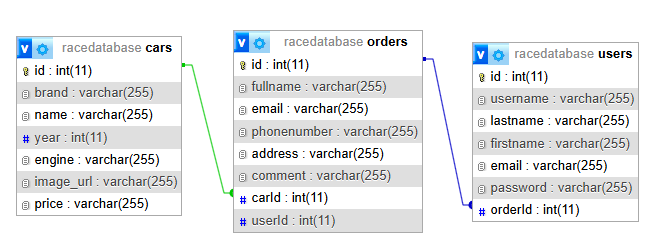 v racedatabase cars
id : int(11)
brand : varchar(255)
name : varchar(255)
# year : int(11)
engine : varchar(255)
image_url : varchar(255)
price : varchar(255)
v racedatabase orders
id : int(11)
fullname : varchar(255)
email : varchar(255)
phonenumber : varchar(255)
address : varchar(255)
comment : varchar(255)
# carId : int(11)
# userId : int(11)
v racedatabase users
id : int(11)
username : varchar(255)
lastname : varchar(255)
firstname : varchar(255)
email : varchar(255)
password : varchar(255)
# orderId : int(11)